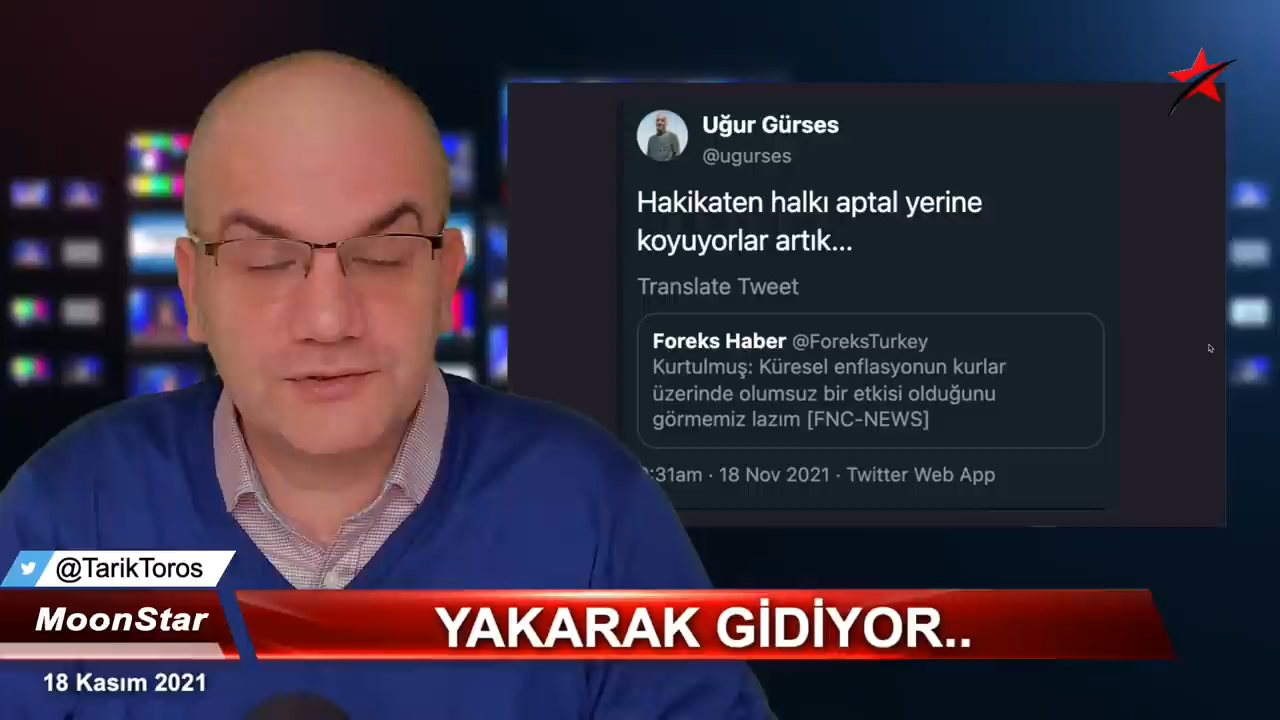 Uğur Gürses
@ugurses
Hakikaten halkı aptal yerine
koyuyorlar artık...
Translate Tweet
Foreks Haber @ForeksTurkey
Kurtulmuş: Küresel enflasyonun kurlar
üzerinde olumsuz bir etkisi olduğunu
görmemiz lazım [FNC-NEWS]
:31am · 18 Nov 2021 · Twitter Web App
@TarikToros
MoonStar
YAKARAK GİDİYOR..
18 Kasım 2021